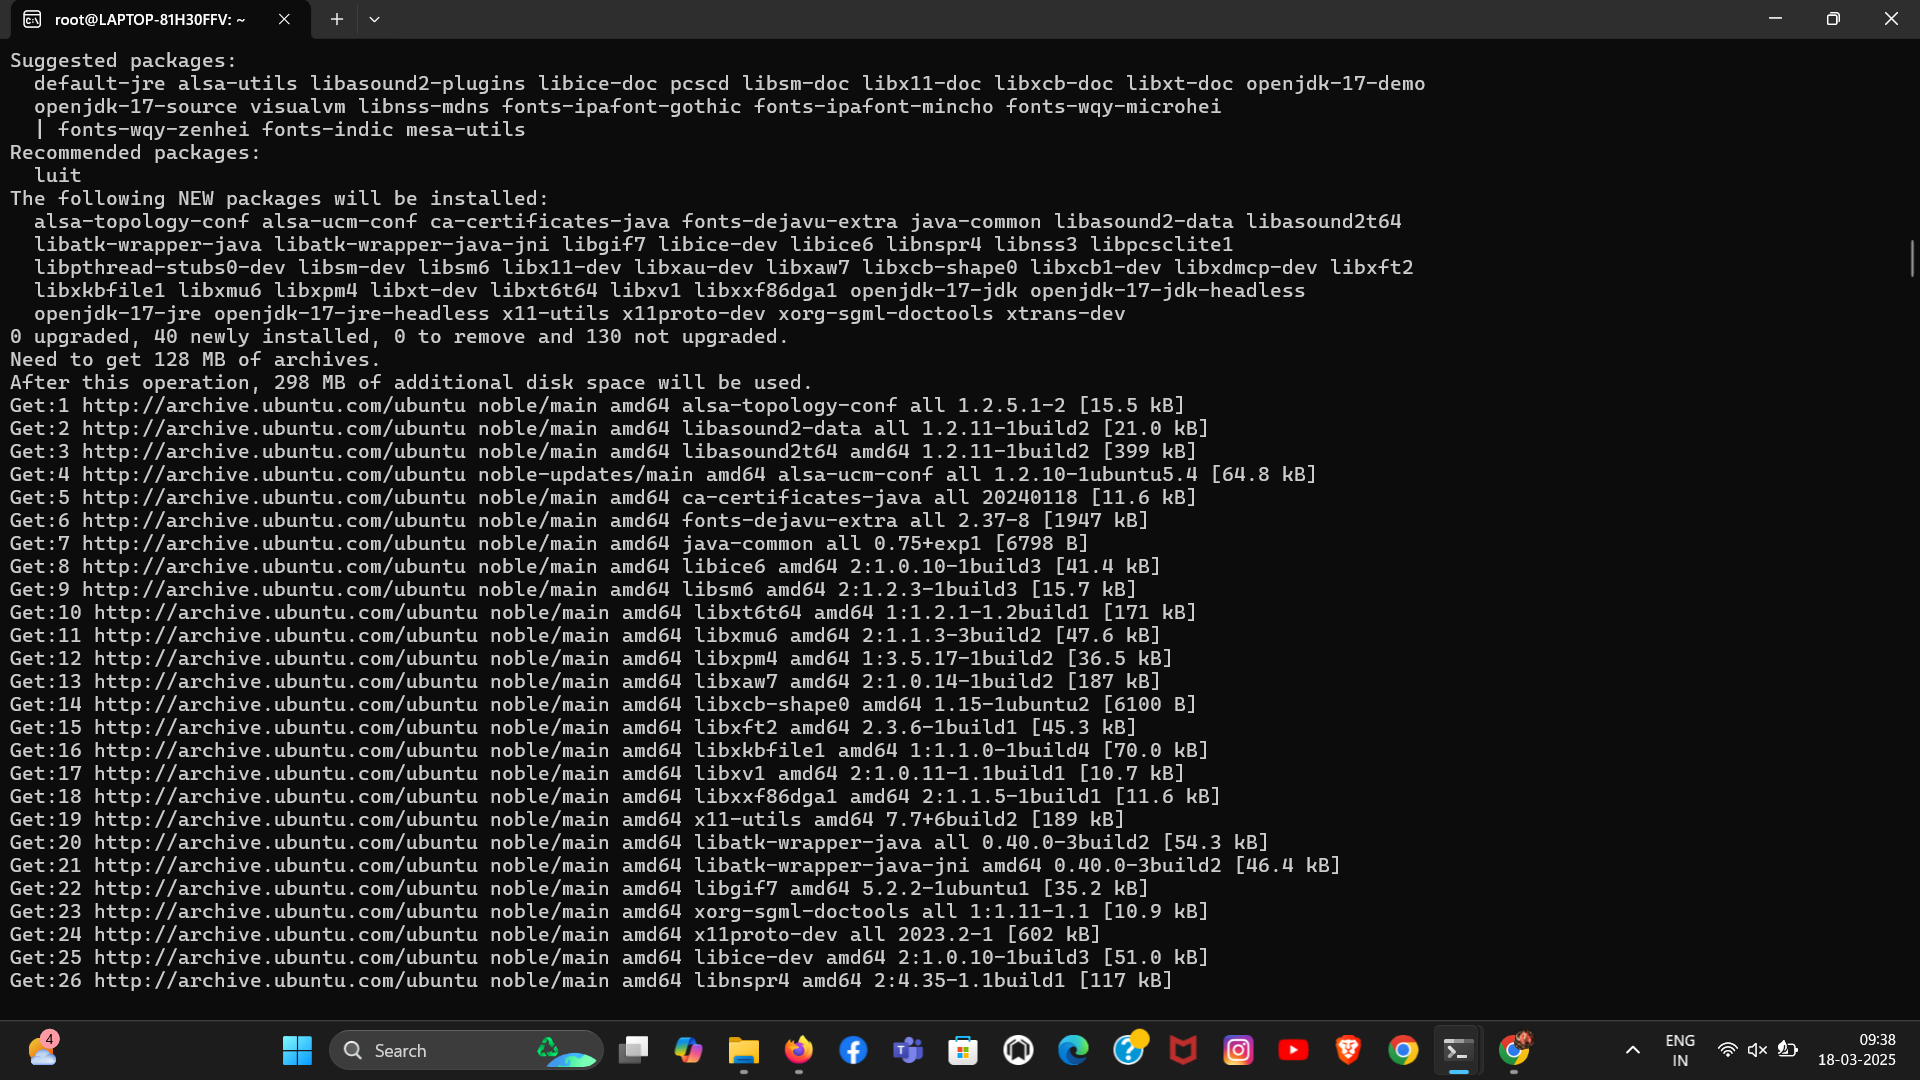 root@LAPTOP-81H30FFV: ~
Suggested packages:
default-jre alsa-utils libasound2-plugins libice-doc pcscd libsm-doc libx11-doc libxcb-doc libxt-doc openjdk-17-demo
openjdk-17-source visualvm libnss-mdns fonts-ipafont-gothic fonts-ipafont-mincho fonts-wqy-microhei
| fonts-wqy-zenhei fonts-indic mesa-utils
Recommended packages:
luit
The following NEW packages will be installed:
alsa-topology-conf alsa-ucm-conf ca-certificates-java fonts-dejavu-extra java-common libasound2-data libasound2t64
libatk-wrapper-java libatk-wrapper-java-jni libgif7 libice-dev libice6 libnspr4 libnss3 libpcsclite1
libpthread-stubs0-dev libsm-dev libsm6 libx11-dev libxau-dev libxaw7 libxcb-shape0 libxcb1-dev libxdmcp-dev libxft2
libxkbfile1 libxmu6 libxpm4 libxt-dev libxt6t64 libxv1 libxxf86dga1 openjdk-17-jdk openjdk-17-jdk-headless
openjdk-17-jre openjdk-17-jre-headless x11-utils x11proto-dev xorg-sgml-doctools xtrans-dev
0 upgraded, 40 newly installed, 0 to remove and 130 not upgraded.
Need to get 128 MB of archives.
After this operation, 298 MB of additional disk space will be used.
Get:1 http://archive.ubuntu.com/ubuntu noble/main amd64 alsa-topology-conf all 1.2.5.1-2 [15.5 kB]
Get:2 http://archive.ubuntu.com/ubuntu noble/main amd64 libasound2-data all 1.2.11-1build2 [21.0 kB]
Get:3 http://archive.ubuntu.com/ubuntu noble/main amd64 libasound2t64 amd64 1.2.11-1build2 [399 kB]
Get:4 http://archive.ubuntu.com/ubuntu noble-updates/main amd64 alsa-ucm-conf all 1.2.10-1ubuntu5.4 [64.8 kB]
Get:5 http://archive.ubuntu.com/ubuntu noble/main amd64 ca-certificates-java all 20240118 [11.6 kB]
Get:6 http://archive.ubuntu.com/ubuntu noble/main amd64 fonts-dejavu-extra all 2.37-8 [1947 kB]
Get:7 http://archive.ubuntu.com/ubuntu noble/main amd64 java-common all 0.75+exp1 [6798 B]
Get:8 http://archive.ubuntu.com/ubuntu noble/main amd64 libice6 amd64 2:1.0.10-1build3 [41.4 kB]
Get:9 http://archive.ubuntu.com/ubuntu noble/main amd64 libsm6 amd64 2:1.2.3-1build3 [15.7 kB]
Get:10 http://archive.ubuntu.com/ubuntu noble/main amd64 libxt6t64 amd64 1:1.2.1-1.2build1 [171 kB]
Get:11 http://archive.ubuntu.com/ubuntu noble/main amd64 libxmu6 amd64 2:1.1.3-3build2 [47.6 kB]
Get:12 http://archive.ubuntu.com/ubuntu noble/main amd64 libxpm4 amd64 1:3.5.17-1build2 [36.5 kB]
Get:13 http://archive.ubuntu.com/ubuntu noble/main amd64 libxaw7 amd64 2:1.0.14-1build2 [187 kB]
Get:14 http://archive.ubuntu.com/ubuntu noble/main amd64 libxcb-shape0 amd64 1.15-1ubuntu2 [6100 B]
Get:15 http://archive.ubuntu.com/ubuntu noble/main amd64 libxft2 amd64 2.3.6-1build1 [45.3 kB]
Get:16 http://archive.ubuntu.com/ubuntu noble/main amd64 libxkbfile1 amd64 1:1.1.0-1build4 [70.0 kB]
Get:17 http://archive.ubuntu.com/ubuntu noble/main amd64 libxv1 amd64 2:1.0.11-1.1build1 [10.7 kB]
Get:18 http://archive.ubuntu.com/ubuntu noble/main amd64 libxxf86dga1 amd64 2:1.1.5-1build1 [11.6 kB]
Get:19 http://archive.ubuntu.com/ubuntu noble/main amd64 x11-utils amd64 7.7+6build2 [189 kB]
Get:20 http://archive.ubuntu.com/ubuntu noble/main amd64 libatk-wrapper-java all 0.40.0-3build2 [54.3 kB]
Get:21 http://archive.ubuntu.com/ubuntu noble/main amd64 libatk-wrapper-java-jni amd64 0.40.0-3build2 [46.4 kB]
Get:22 http://archive.ubuntu.com/ubuntu noble/main amd64 libgif7 amd64 5.2.2-1ubuntu1 [35.2 kB]
Get:23 http://archive.ubuntu.com/ubuntu noble/main amd64 xorg-sgml-doctools all 1:1.11-1.1 [10.9 kB]
Get:24 http://archive.ubuntu.com/ubuntu noble/main amd64 x11proto-dev all 2023.2-1 [602 kB]
Get:25 http://archive.ubuntu.com/ubuntu noble/main amd64 libice-dev amd64 2:1.0.10-1build3 [51.0 kB]
Get:26 http://archive.ubuntu.com/ubuntu noble/main amd64 libnspr4 amd64 2:4.35-1.1build1 [117 kB]
4
Search
ENG
IN
09:38
18-03-2025